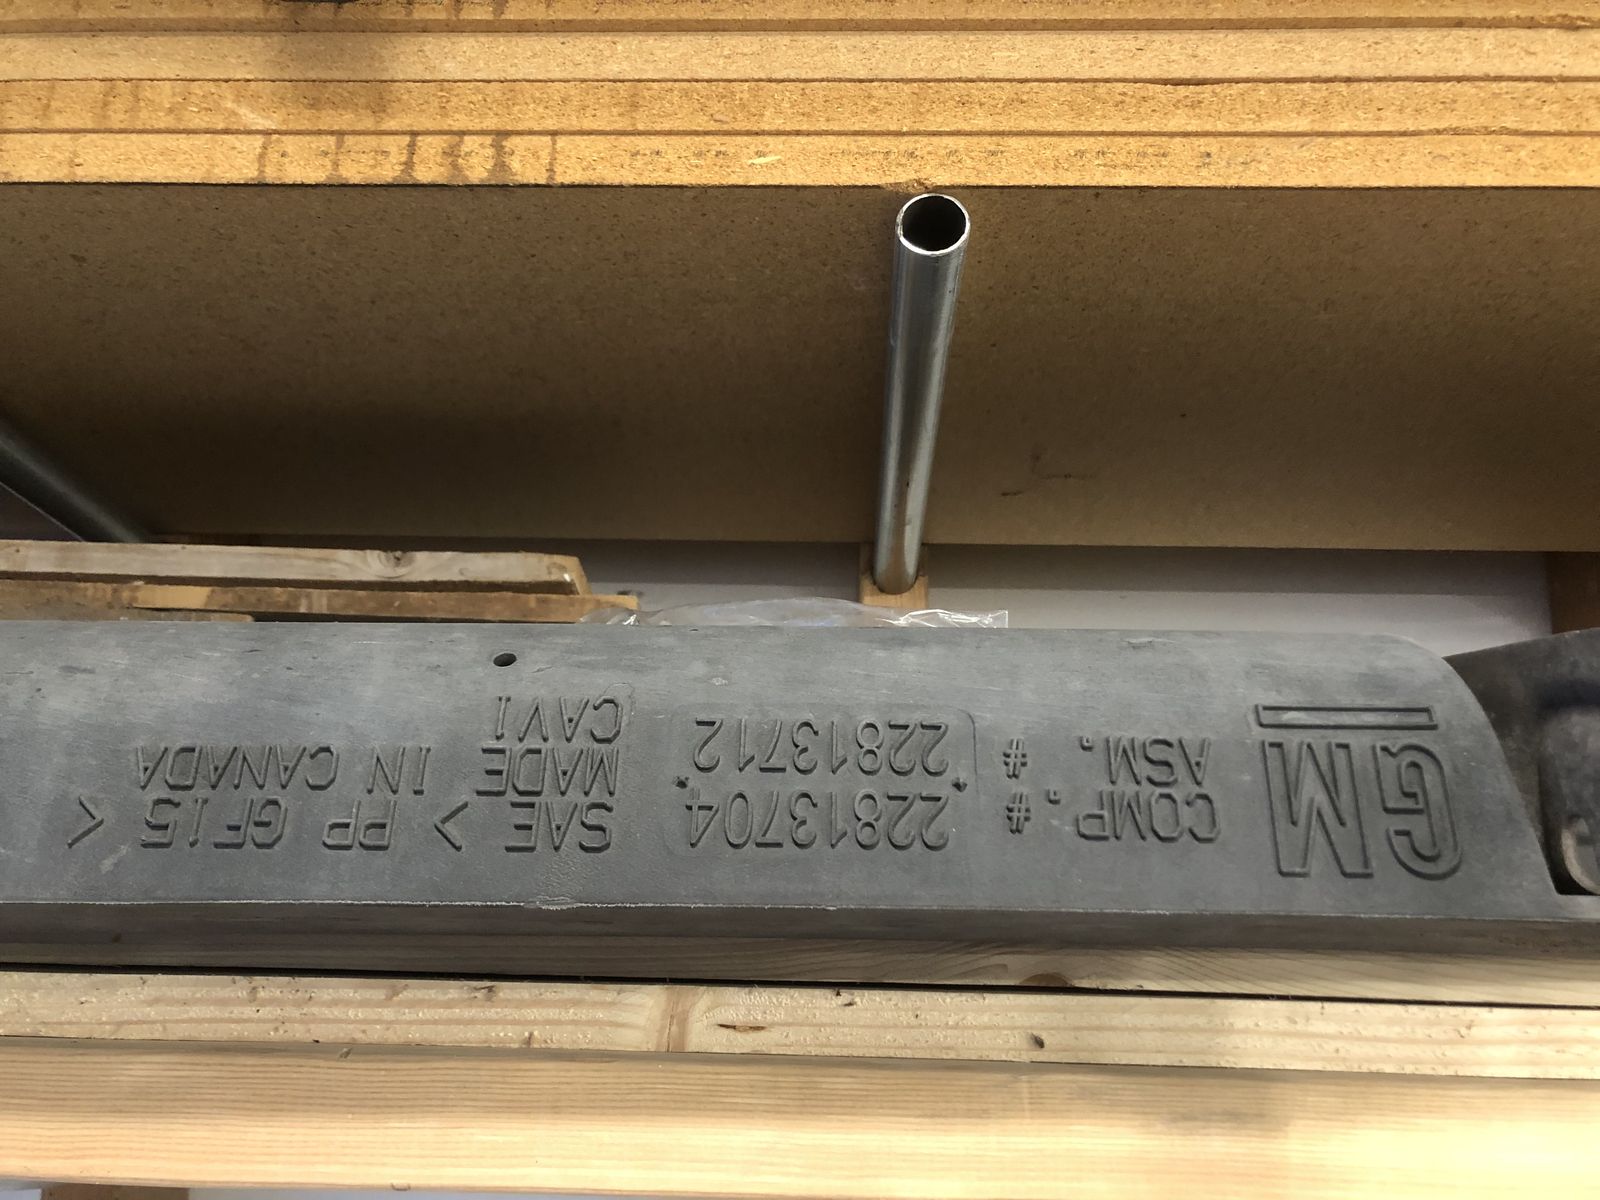 GM
COMP. # 22813704
ASM. # 22813712
SAE > PP GF15 <
MADE IN CANADA
CAV1